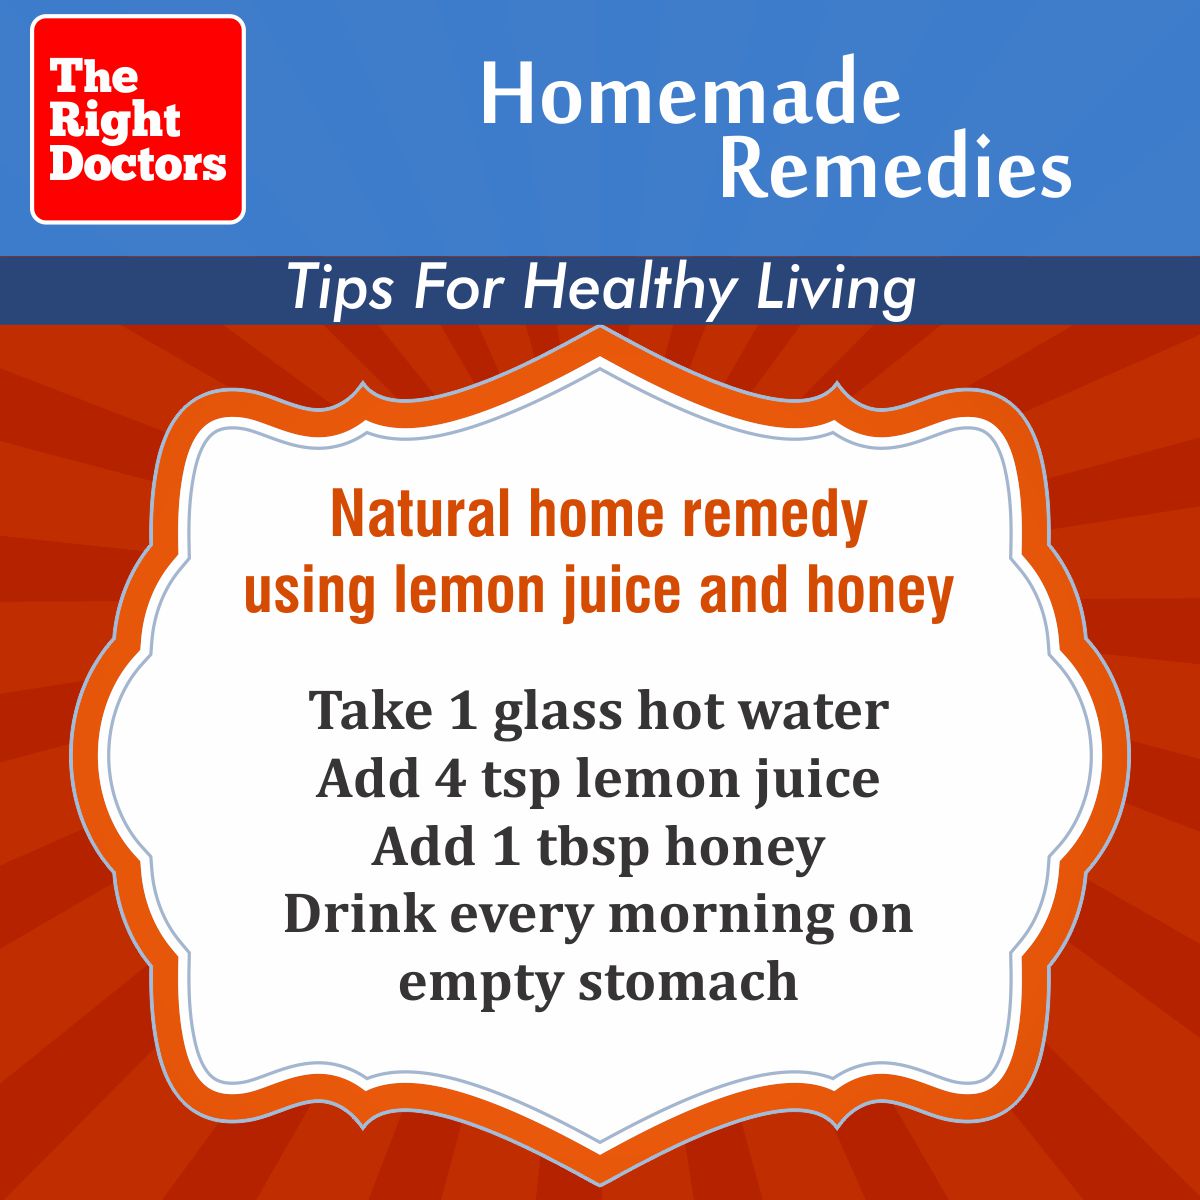 The
Right
Doctors
Homemade
Remedies
Tips For Healthy Living
Natural home remedy
using lemon juice and honey
Take 1 glass hot water
Add 4 tsp lemon juice
Add 1 tbsp honey
Drink every morning on
empty stomach